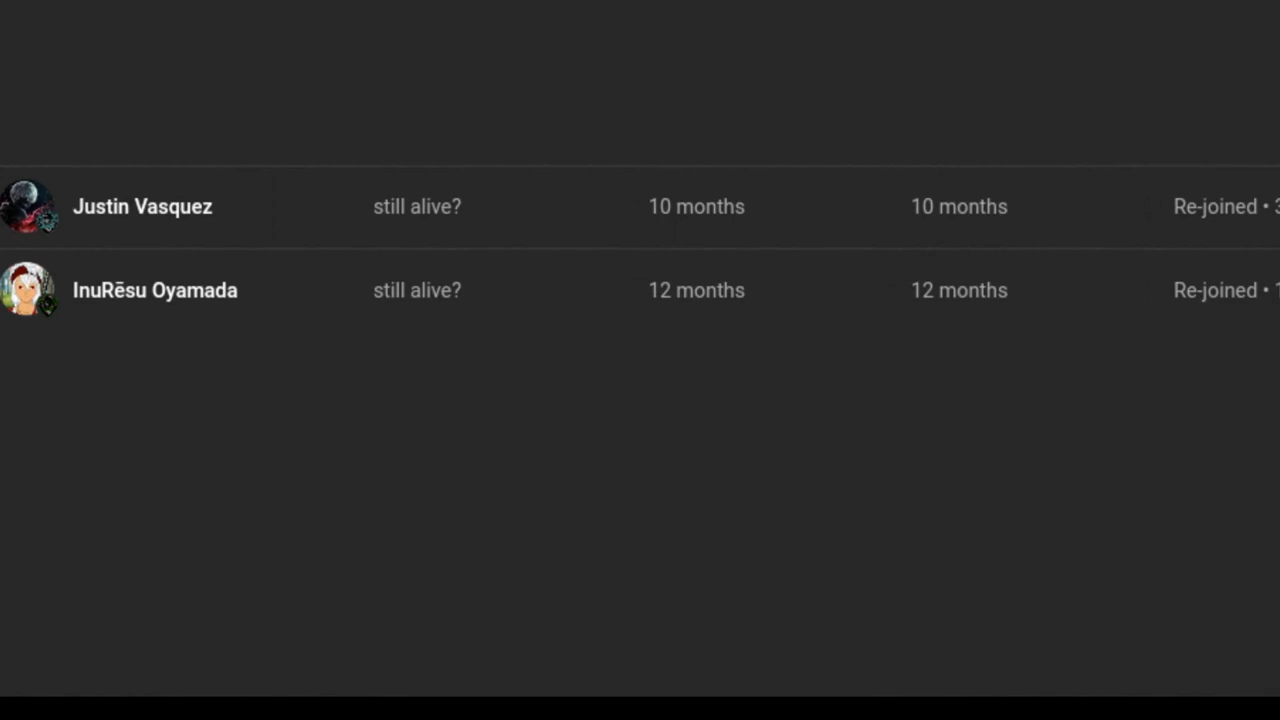 Justin Vasquez still alive? 10 months 10 months Re-joined •
InuRēsu Oyamada still alive? 12 months 12 months Re-joined •